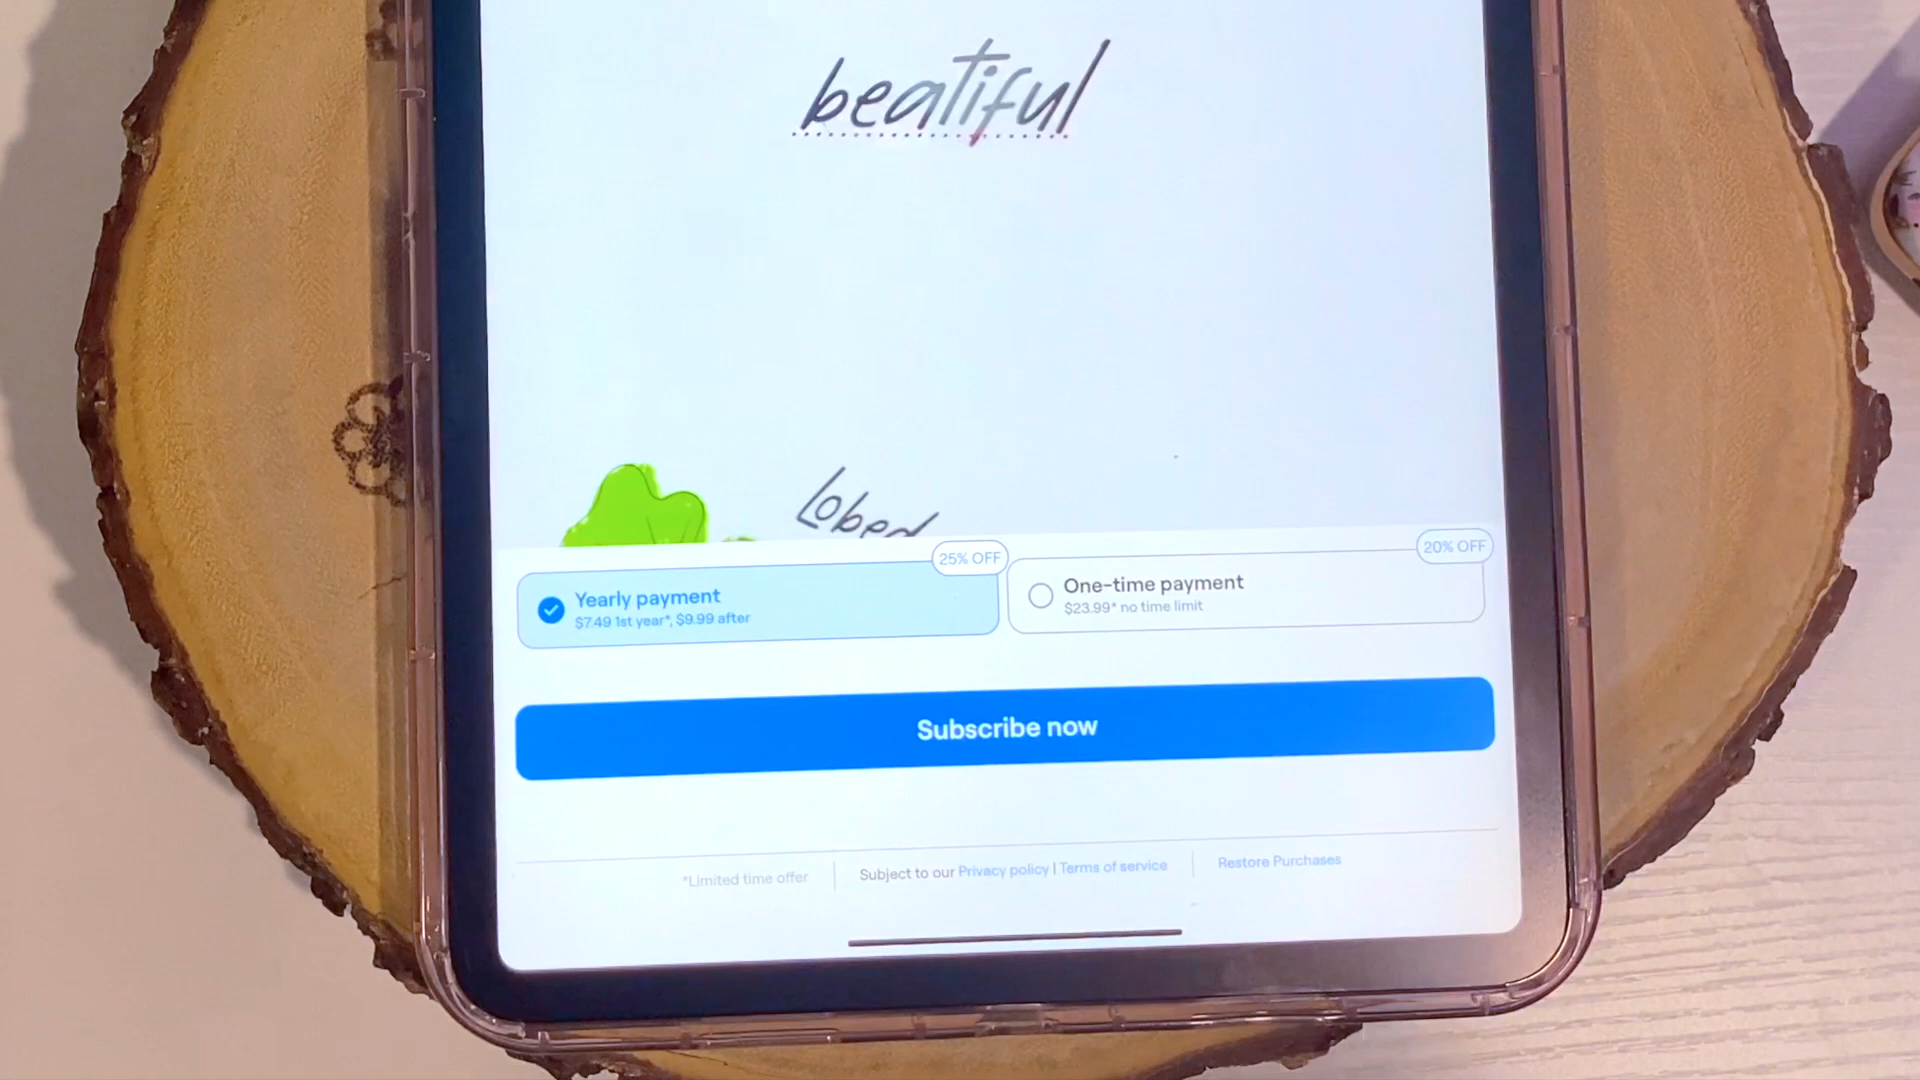 beatiful
Lobed
25% OFF
Yearly payment
$7.49 1st year*, $9.99 after
20% OFF
One-time payment
$23.99* no time limit
Subscribe now
*Limited time offer
Subject to our Privacy policy | Terms of service
Restore Purchases